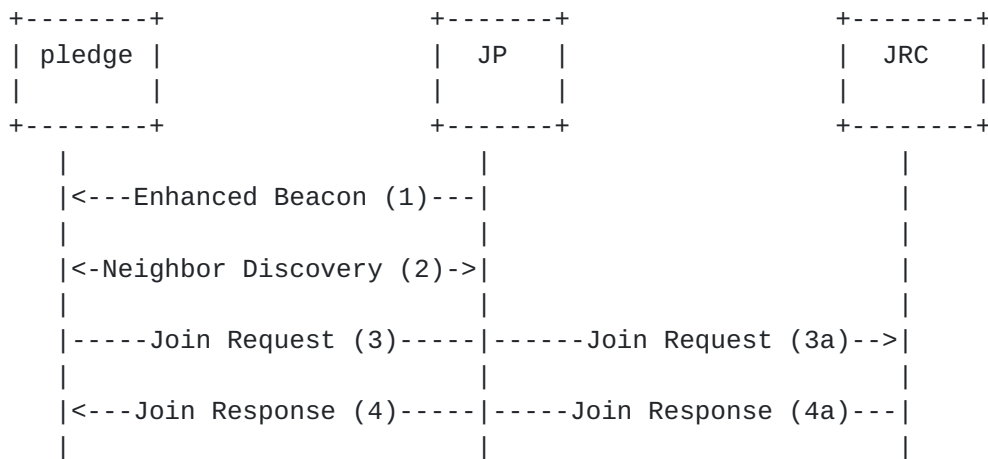 +--------+                 +-------+                 +--------+
| pledge |                 |  JP   |                 |  JRC   |
|        |                 |       |                 |        |
+--------+                 +-------+                 +--------+
   |                          |                          |
   |<---Enhanced Beacon (1)---|                          |
   |                          |                          |
   |<-Neighbor Discovery (2)->|                          |
   |                          |                          |
   |-----Join Request (3)-----|------Join Request (3a)-->|
   |                          |                          |
   |<---Join Response (4)-----|-----Join Response (4a)---|
   |                          |                          |